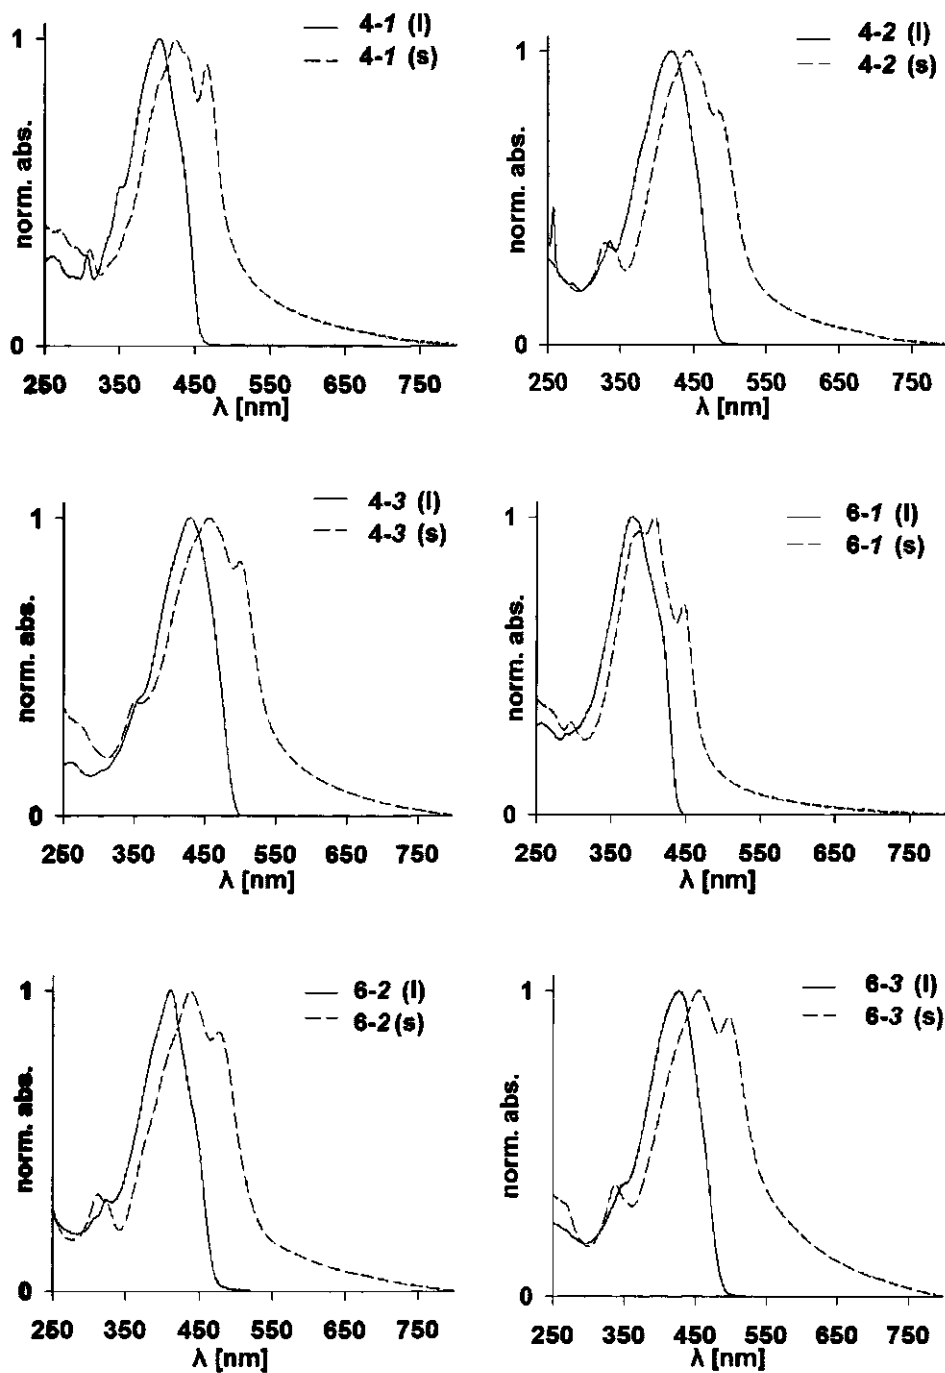 4-1 (l)
4-1 (s)
1
norm. abs.
0
250 350 450 550 650 750
λ [nm]
4-2 (l)
4-2 (s)
1
norm. abs.
0
250 350 450 550 650 750
λ [nm]
4-3 (l)
4-3 (s)
1
norm. abs.
0
250 350 450 550 650 750
λ [nm]
6-1 (l)
6-1 (s)
1
norm. abs.
0
250 350 450 550 650 750
λ [nm]
6-2 (l)
6-2 (s)
1
norm. abs.
0
250 350 450 550 650 750
λ [nm]
6-3 (l)
6-3 (s)
1
norm. abs.
0
250 350 450 550 650 750
λ [nm]